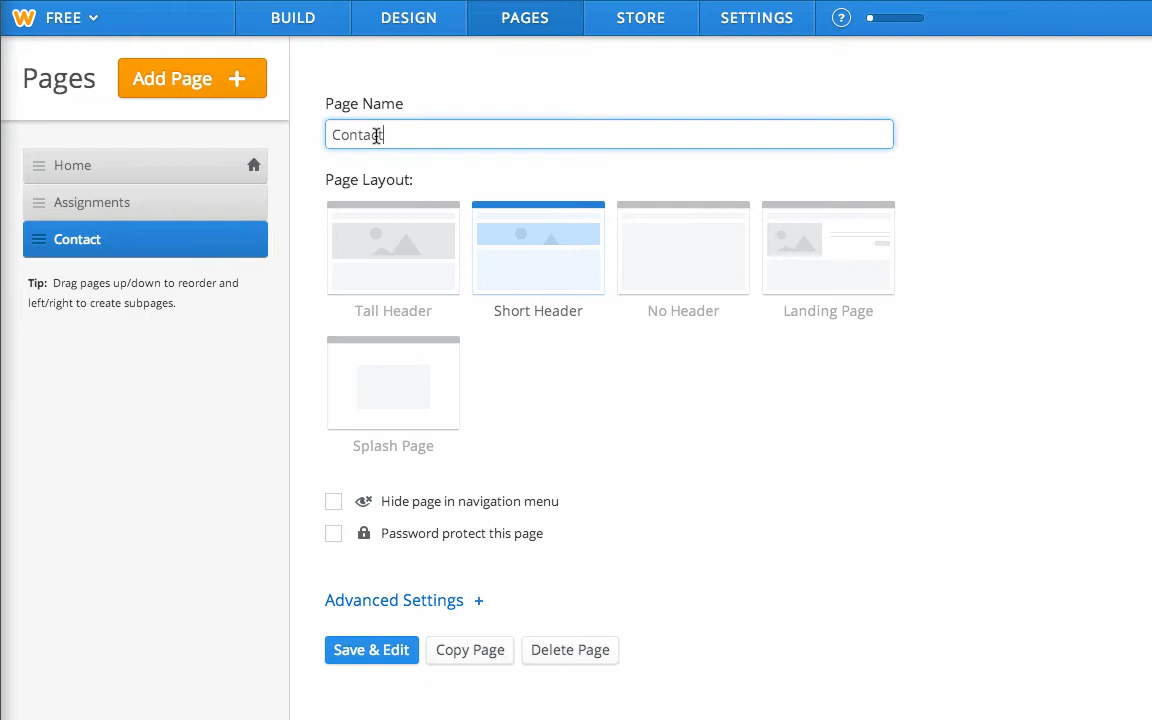 FREE BUILD DESIGN PAGES STORE SETTINGS ?
Pages Add Page +
Page Name
Contact
Home
Assignments
Contact
Tip: Drag pages up/down to reorder and
left/right to create subpages.
Page Layout:
Tall Header Short Header No Header Landing Page
Splash Page
Hide page in navigation menu
Password protect this page
Advanced Settings +
Save & Edit Copy Page Delete Page